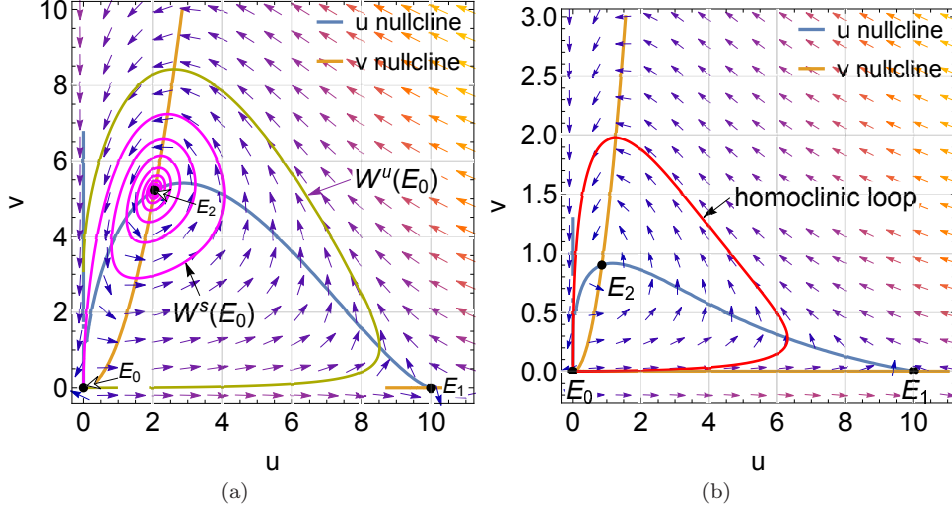 u nullcline
v nullcline
W^u(E_0)
E_2
W^s(E_0)
E_0
E_1
10
8
6
4
2
0
v
0 2 4 6 8 10
u
(a)
u nullcline
v nullcline
homoclinic loop
E_2
E_0
E_1
3.0
2.5
2.0
1.5
1.0
0.5
0.0
v
0 2 4 6 8 10
u
(b)